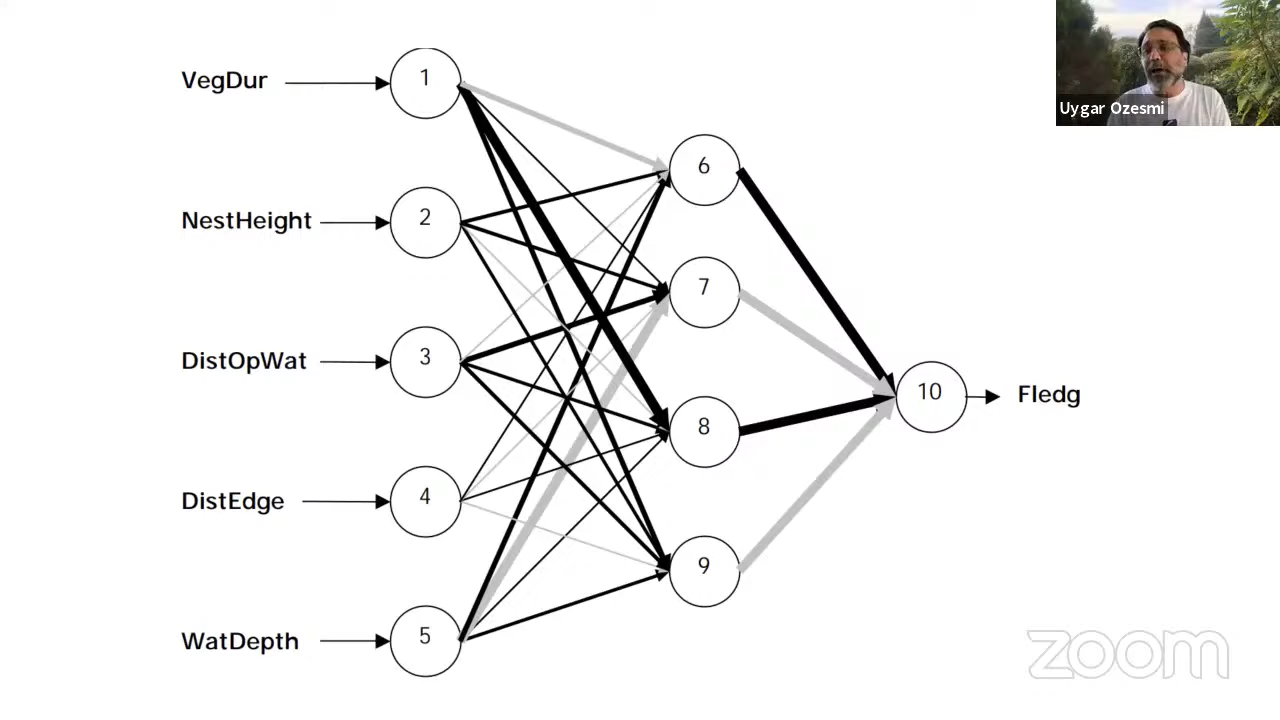 VegDur
1
NestHeight
2
DistOpWat
3
DistEdge
4
WatDepth
5
6
7
8
9
10
Fledg
Uygar Ozesmi
zoom